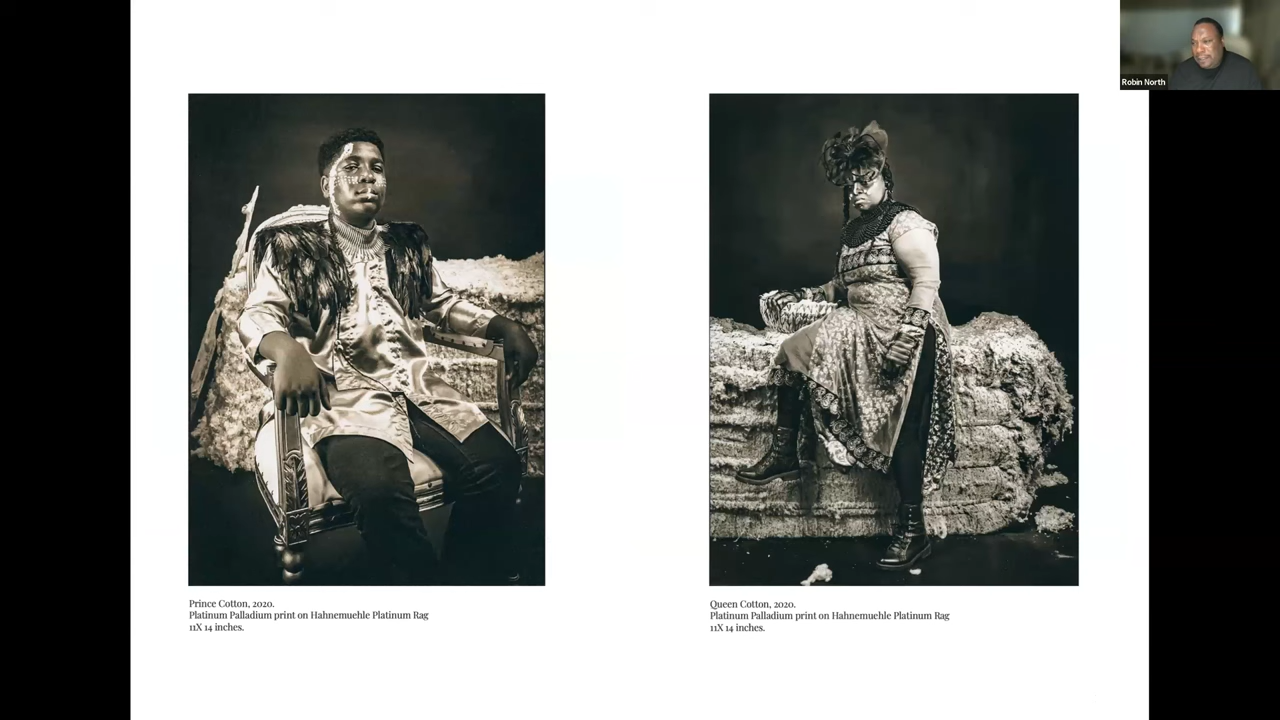 Robin North
Prince Cotton, 2020.
Platinum Palladium print on Hahnemuehle Platinum Rag
11X 14 inches.
Queen Cotton, 2020.
Platinum Palladium print on Hahnemuehle Platinum Rag
11X 14 inches.